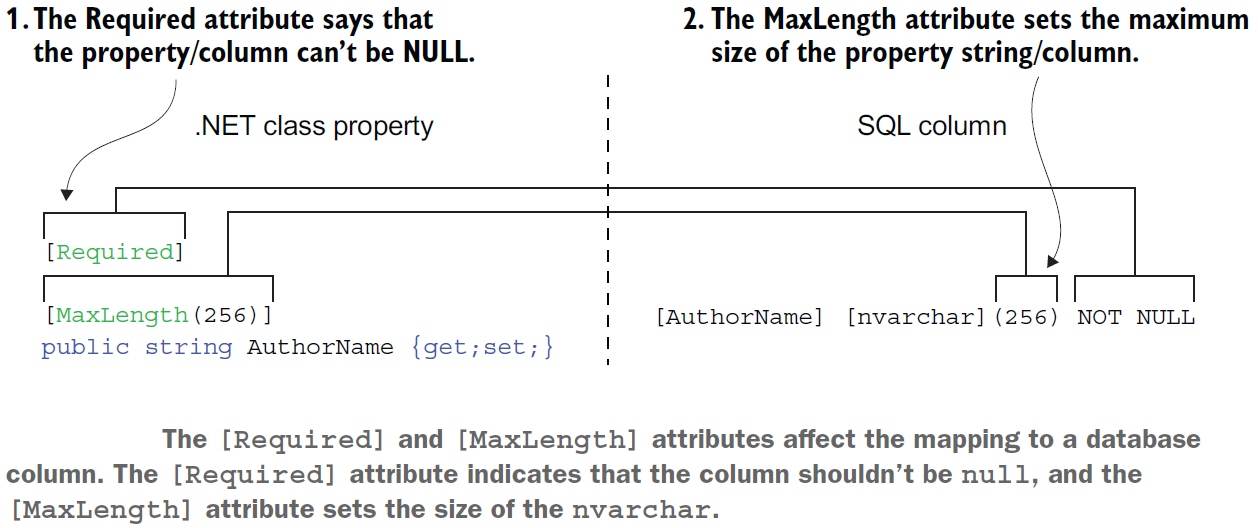 1. The Required attribute says that
the property/column can’t be NULL.
2. The MaxLength attribute sets the maximum
size of the property string/column.
.NET class property
SQL column
[Required]
[MaxLength(256)]
public string AuthorName {get;set;}
[AuthorName] [nvarchar](256) NOT NULL
The [Required] and [MaxLength] attributes affect the mapping to a database
column. The [Required] attribute indicates that the column shouldn’t be null, and the
[MaxLength] attribute sets the size of the nvarchar.